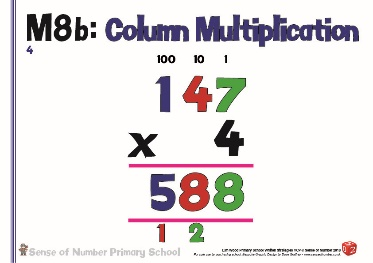 M8b: Column Multiplication
4
100 10 1
147
x 4
588
1 2
Sense of Number Primary School